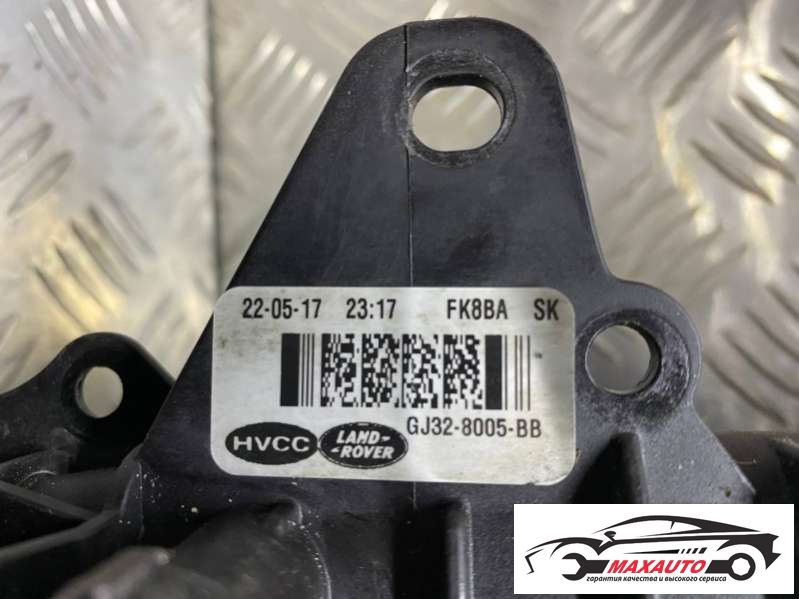 22-05-17 23:17 FK8BA SK
HVCC LAND-ROVER GJ32-8005-BB
MAXAUTO
гарантия качества и высокого сервиса